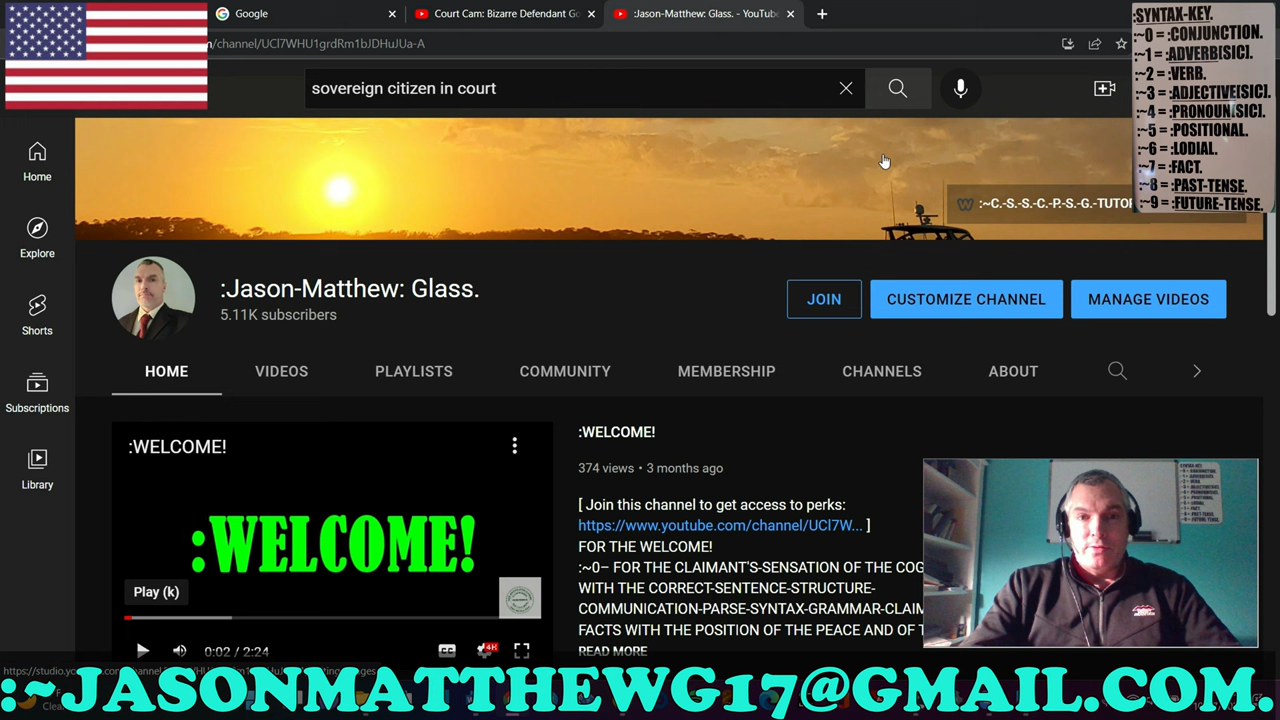 Google
Court Cam: Bizarre Defendant Go
:Jason-Matthew: Glass. - YouTube
/channel/UCl7WHU1grdRm1bJDHuJUa-A
sovereign citizen in court
:SYNTAX-KEY.
:~0 = :CONJUNCTION.
:~1 = :ADVERB[SIC].
:~2 = :VERB.
:~3 = :ADJECTIVE[SIC].
:~4 = :PRONOUN[SIC].
:~5 = :POSITIONAL.
:~6 = :LODIAL.
:~7 = :FACT.
:~8 = :PAST-TENSE.
:~9 = :FUTURE-TENSE.
Home
Explore
Shorts
Subscriptions
Library
:~C.-S.-S.-C.-P.-S.-G.-TUTOR
:Jason-Matthew: Glass.
5.11K subscribers
JOIN
CUSTOMIZE CHANNEL
MANAGE VIDEOS
HOME
VIDEOS
PLAYLISTS
COMMUNITY
MEMBERSHIP
CHANNELS
ABOUT
:WELCOME!
:WELCOME!
Play (k)
0:02 / 2:24
4K
:WELCOME!
374 views • 3 months ago
[ Join this channel to get access to perks:
https://www.youtube.com/channel/UCl7W... ]
FOR THE WELCOME!
:~0– FOR THE CLAIMANT'S-SENSATION OF THE COG
WITH THE CORRECT-SENTENCE-STRUCTURE-
COMMUNICATION-PARSE-SYNTAX-GRAMMAR-CLAIM
FACTS WITH THE POSITION OF THE PEACE AND OF T
READ MORE
:~JASONMATTHEWG17@GMAIL.COM.